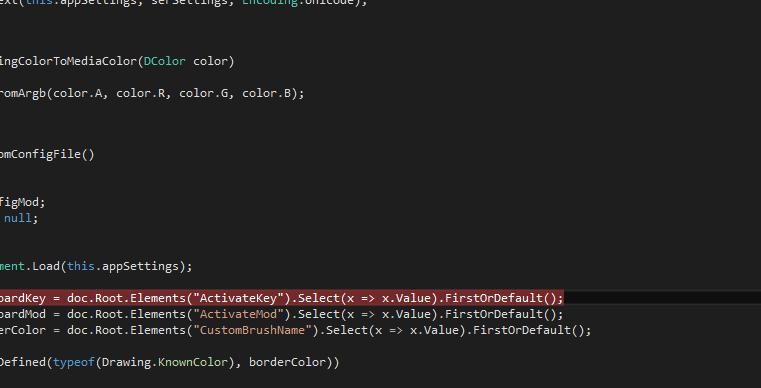 ext(this.appSettings, serSettings, Encoding.Unicode);
ingColorToMediaColor(DColor color)
romArgb(color.A, color.R, color.G, color.B);
omConfigFile()
figMod;
null;
ment.Load(this.appSettings);
oardKey = doc.Root.Elements("ActivateKey").Select(x => x.Value).FirstOrDefault();
oardMod = doc.Root.Elements("ActivateMod").Select(x => x.Value).FirstOrDefault();
erColor = doc.Root.Elements("CustomBrushName").Select(x => x.Value).FirstOrDefault();
Defined(typeof(Drawing.KnownColor), borderColor))